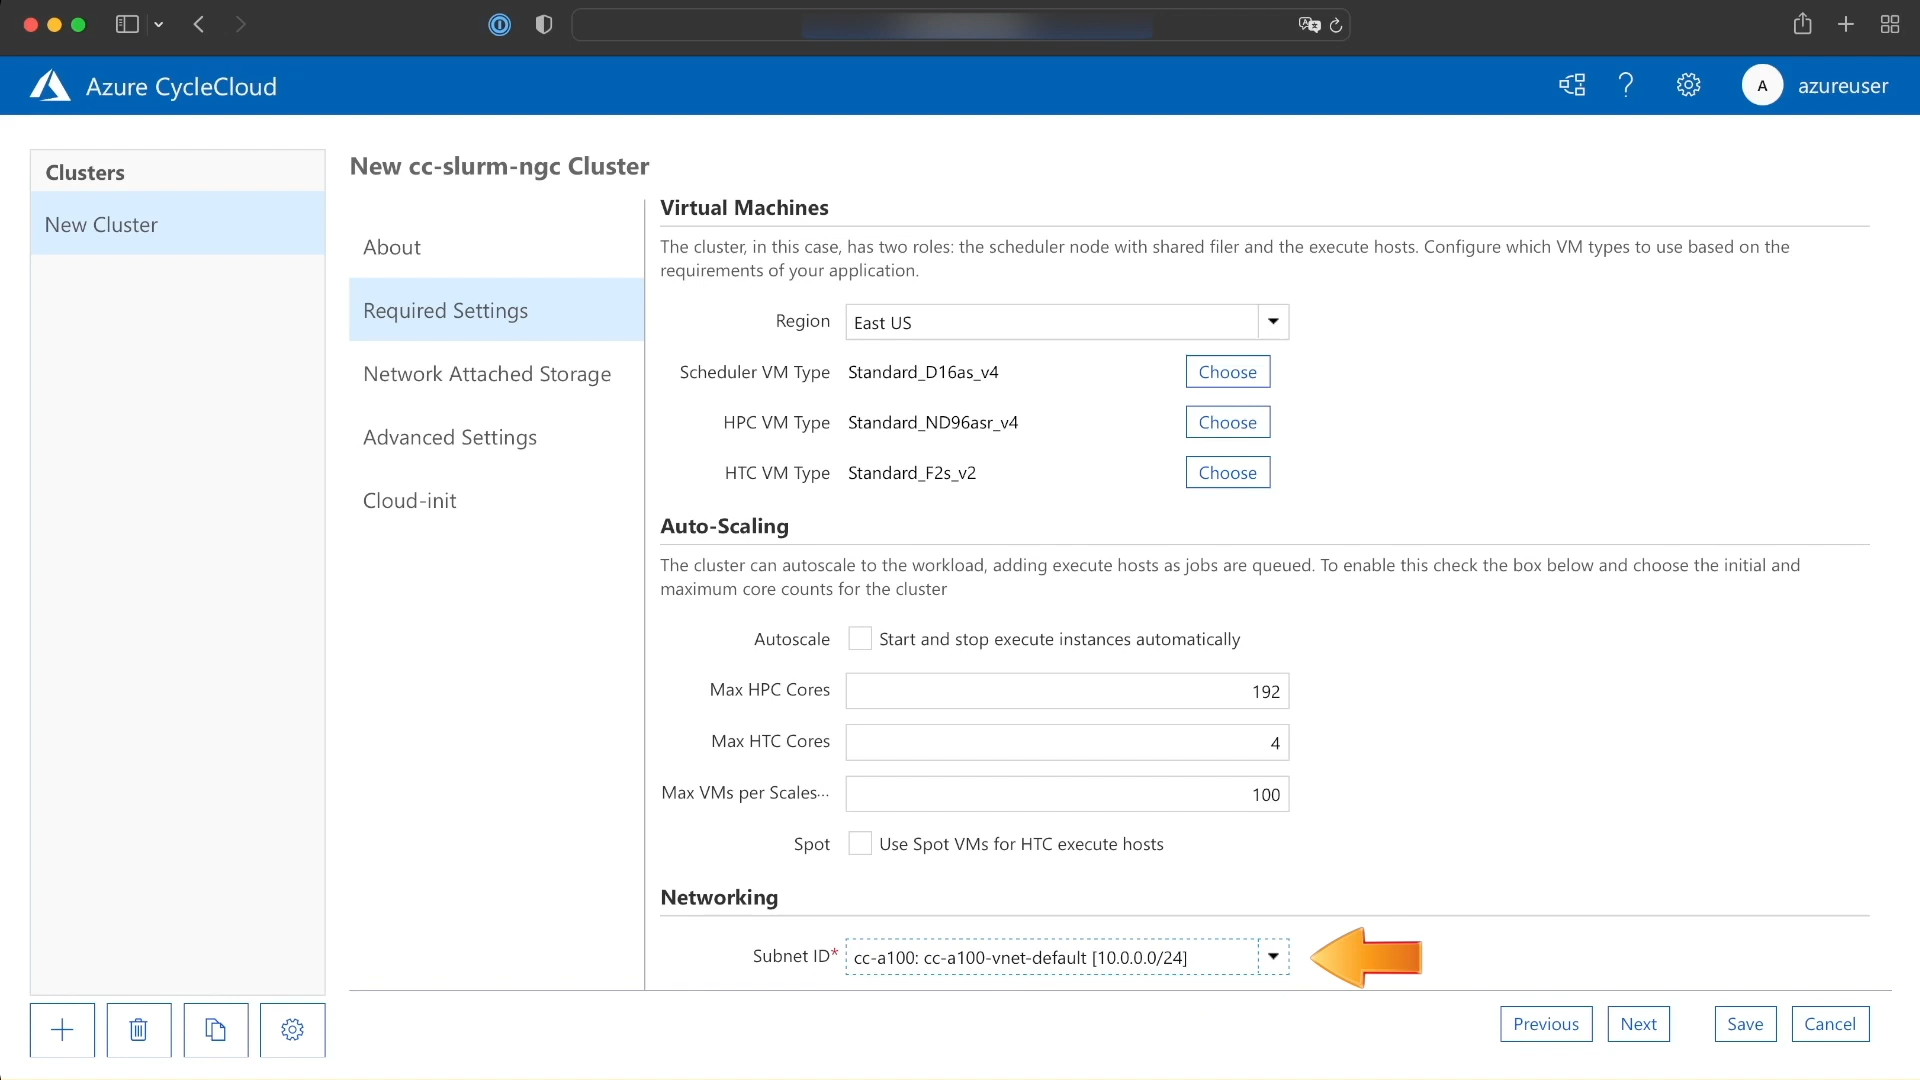 Azure CycleCloud
A
azureuser
Clusters
New Cluster
New cc-slurm-ngc Cluster
About
Required Settings
Network Attached Storage
Advanced Settings
Cloud-init
Virtual Machines
The cluster, in this case, has two roles: the scheduler node with shared filer and the execute hosts. Configure which VM types to use based on the
requirements of your application.
Region East US
Scheduler VM Type Standard_D16as_v4 Choose
HPC VM Type Standard_ND96asr_v4 Choose
HTC VM Type Standard_F2s_v2 Choose
Auto-Scaling
The cluster can autoscale to the workload, adding execute hosts as jobs are queued. To enable this check the box below and choose the initial and
maximum core counts for the cluster
Autoscale Start and stop execute instances automatically
Max HPC Cores 192
Max HTC Cores 4
Max VMs per Scales... 100
Spot Use Spot VMs for HTC execute hosts
Networking
Subnet ID* cc-a100: cc-a100-vnet-default [10.0.0.0/24]
Previous Next Save Cancel